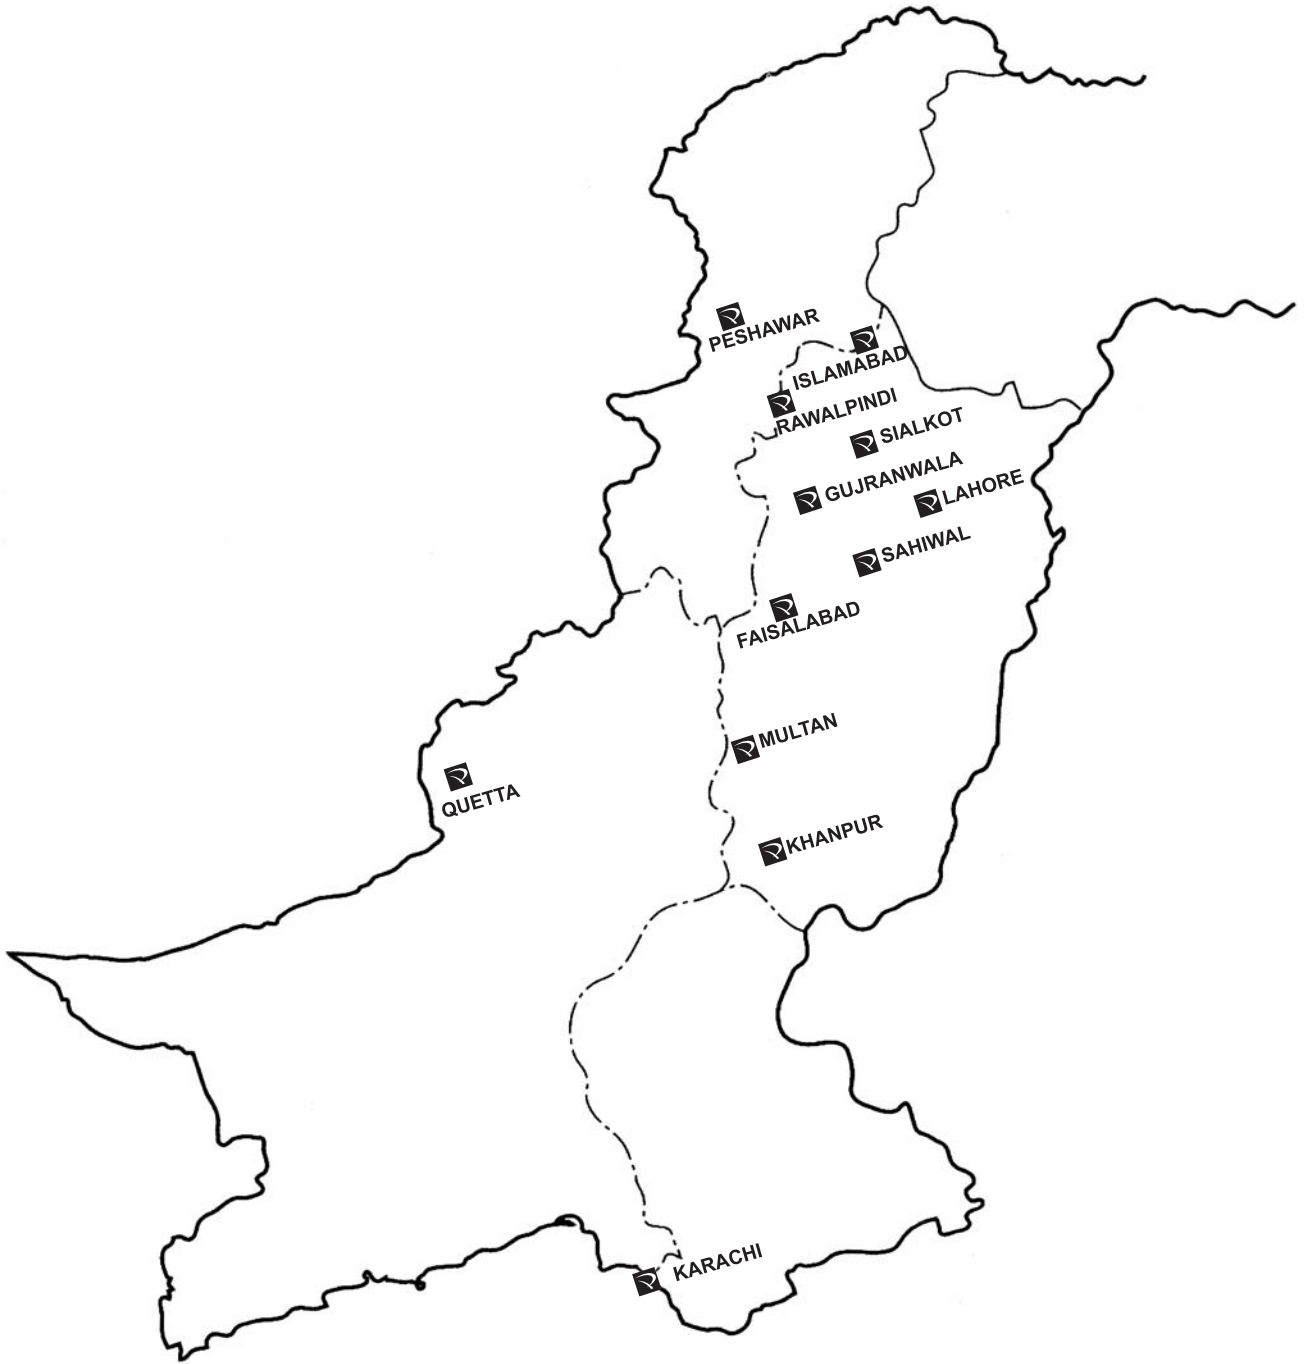 PESHAWAR
ISLAMABAD
RAWALPINDI
SIALKOT
GUJRANWALA
LAHORE
SAHIWAL
FAISALABAD
MULTAN
QUETTA
KHANPUR
KARACHI